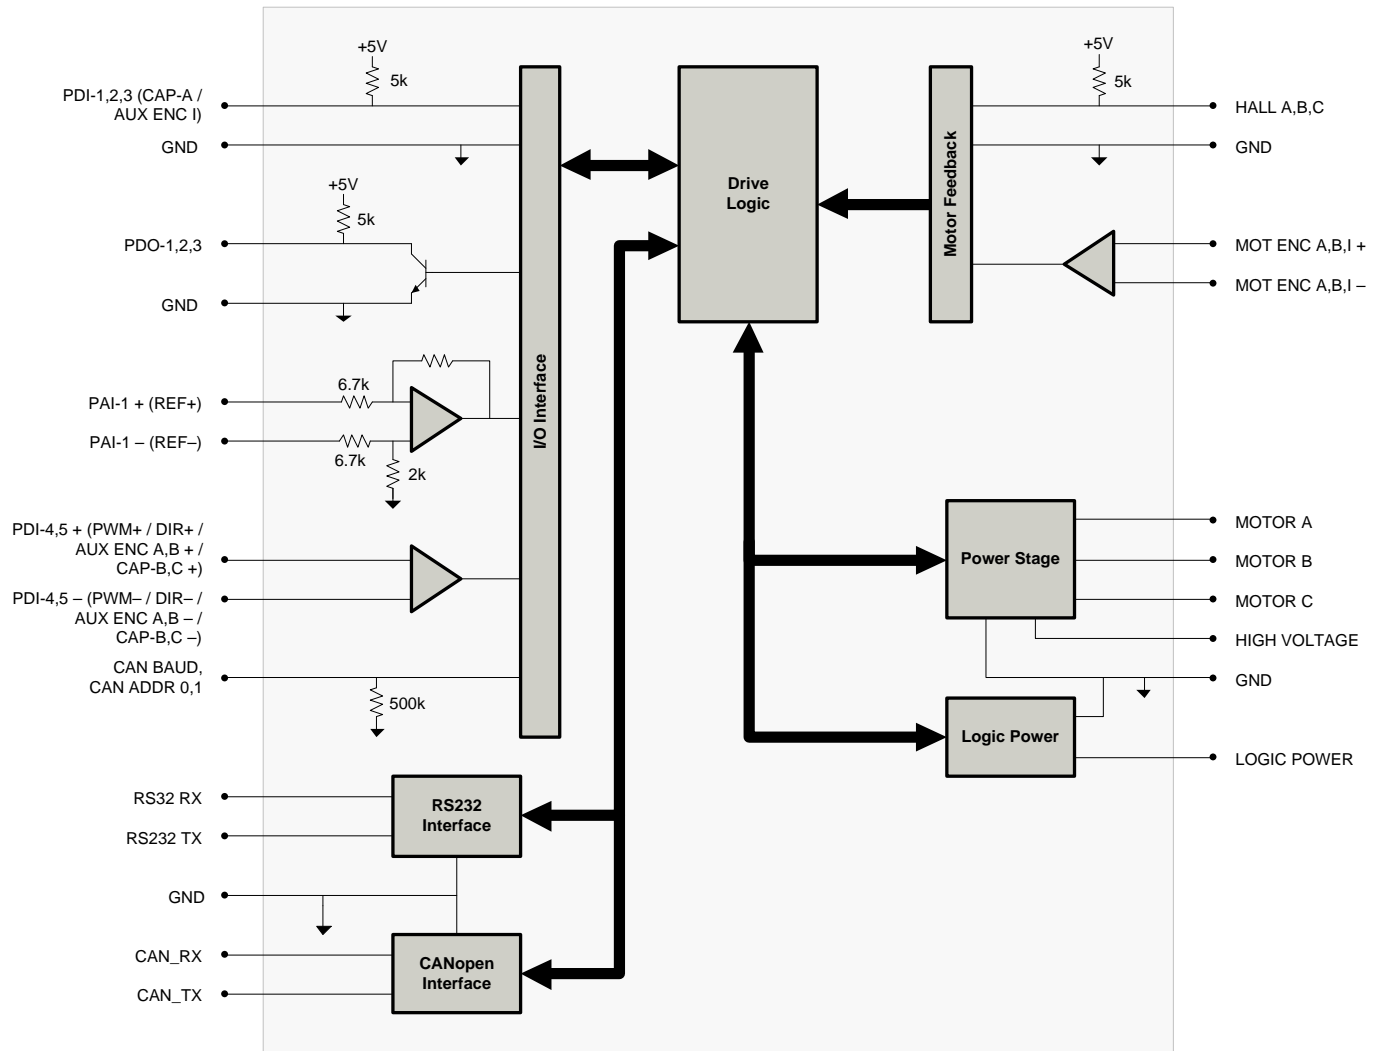 +5V
5k
PDI-1,2,3 (CAP-A /
AUX ENC I)
GND
+5V
5k
PDO-1,2,3
GND
6.7k
PAI-1 + (REF+)
PAI-1 – (REF–)
6.7k
2k
PDI-4,5 + (PWM+ / DIR+ /
AUX ENC A,B + /
CAP-B,C +)
PDI-4,5 – (PWM– / DIR– /
AUX ENC A,B – /
CAP-B,C –)
CAN BAUD,
CAN ADDR 0,1
500k
I/O Interface
RS32 RX
RS232 TX
RS232
Interface
GND
CAN_RX
CAN_TX
CANopen
Interface
Drive
Logic
Motor Feedback
+5V
5k
HALL A,B,C
GND
MOT ENC A,B,I +
MOT ENC A,B,I –
Power Stage
MOTOR A
MOTOR B
MOTOR C
HIGH VOLTAGE
GND
Logic Power
LOGIC POWER